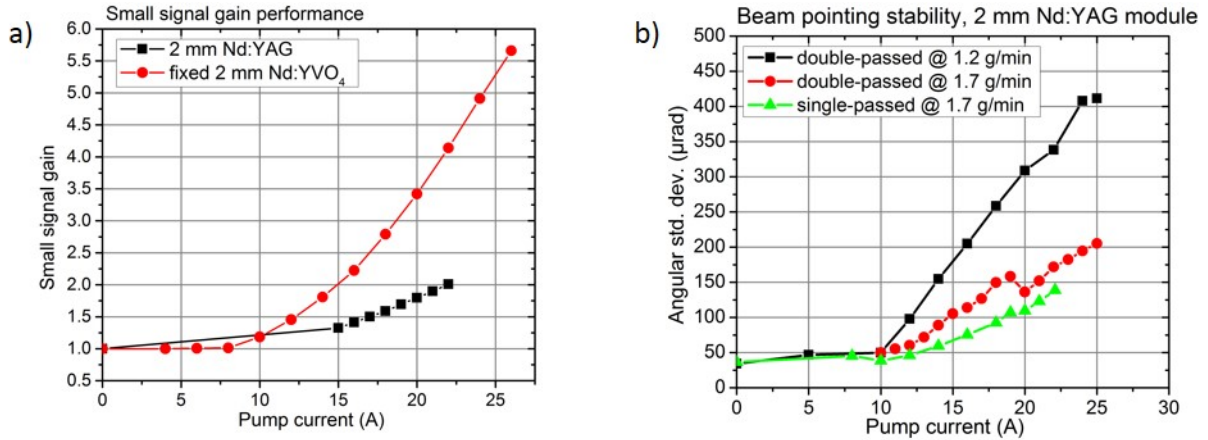 a)
Small signal gain performance
2 mm Nd:YAG
fixed 2 mm Nd:YVO₄
Small signal gain
6.0
5.5
5.0
4.5
4.0
3.5
3.0
2.5
2.0
1.5
1.0
0.5
0 5 10 15 20 25
Pump current (A)
b)
Beam pointing stability, 2 mm Nd:YAG module
double-passed @ 1.2 g/min
double-passed @ 1.7 g/min
single-passed @ 1.7 g/min
Angular std. dev. (μrad)
500
450
400
350
300
250
200
150
100
50
0
0 5 10 15 20 25 30
Pump current (A)